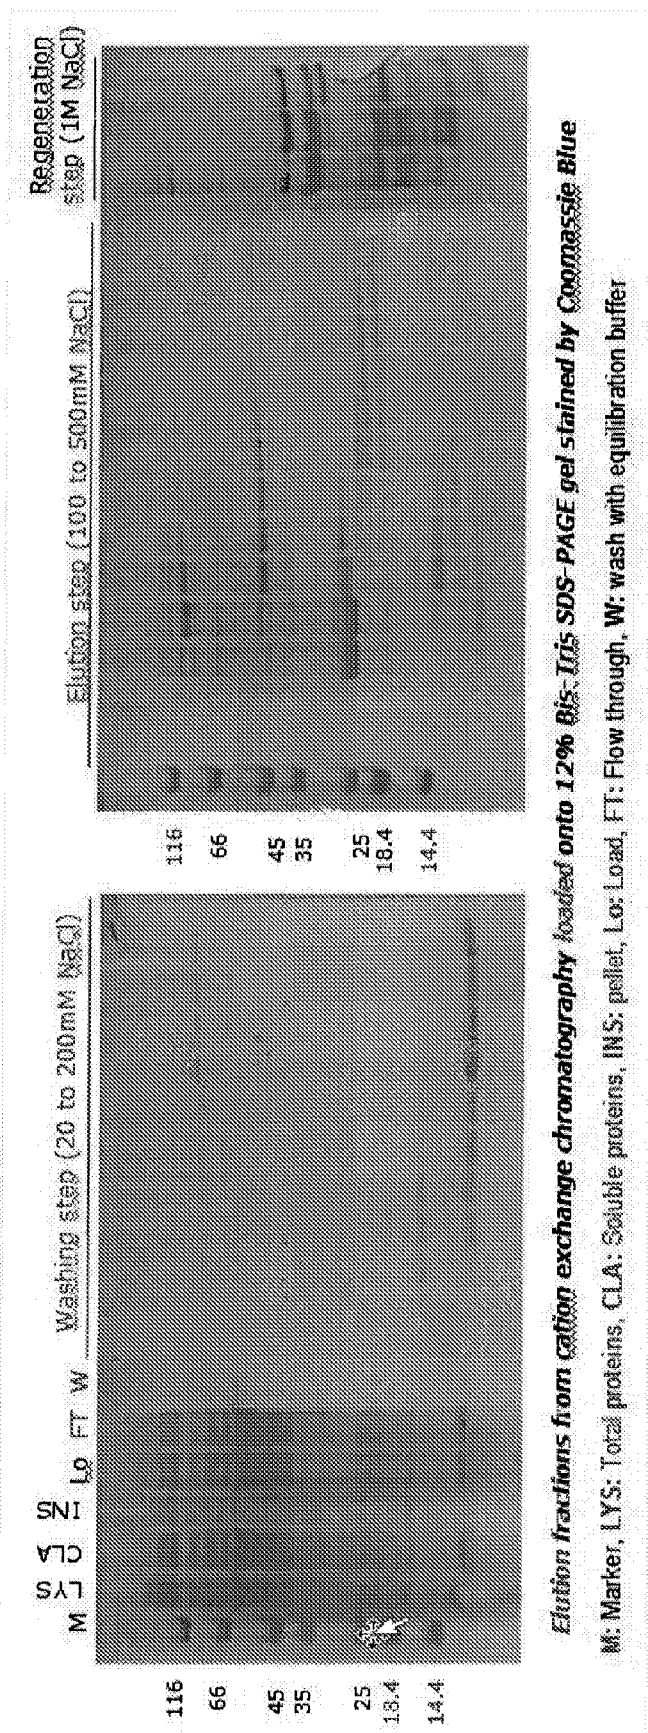 Washing step (20 to 200mM NaCl)
M LYS CLA INS Lo FT W
116
66
45
35
25
18.4
14.4
Elution step (100 to 500mM NaCl)
Regeneration
step (1M NaCl)
116
66
45
35
25
18.4
14.4
Elution fractions from cation exchange chromatography loaded onto 12% Bis-Tris SDS-PAGE gel stained by Coomassie Blue
M: Marker, LYS: Total proteins, CLA: Soluble proteins, INS: pellet, Lo: Load, FT: Flow through, W: wash with equilibration buffer